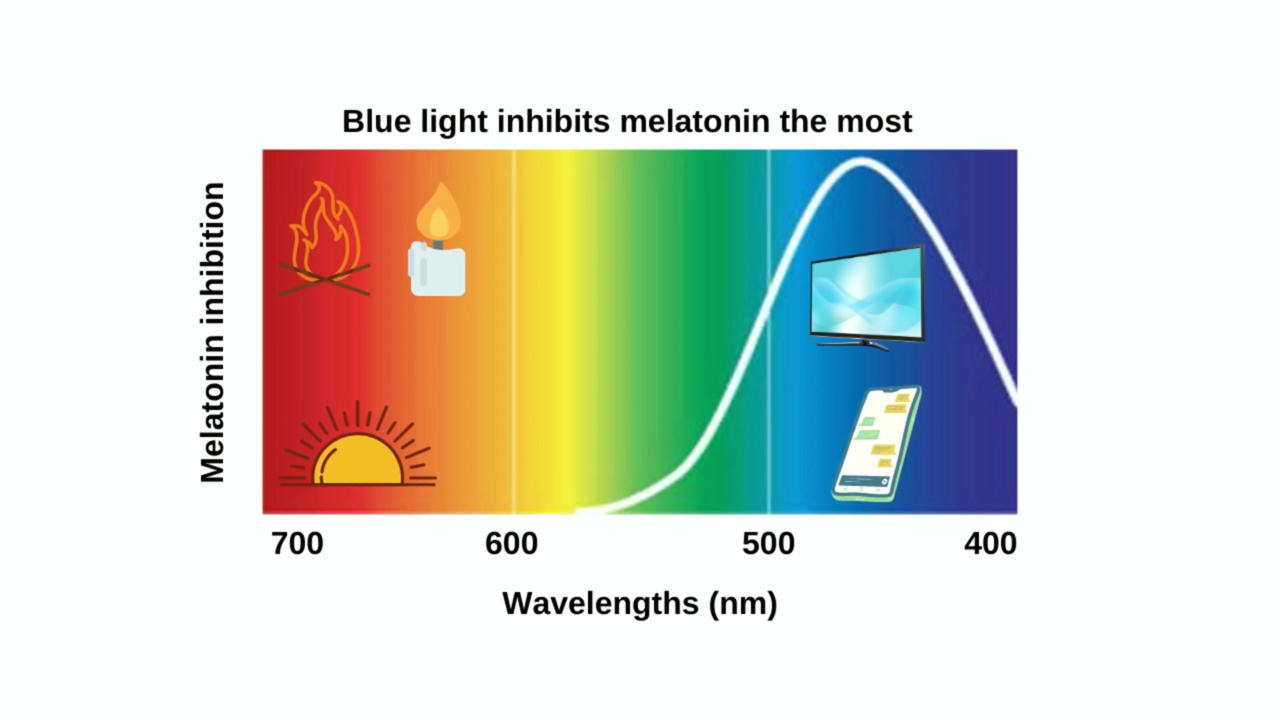 Blue light inhibits melatonin the most
Melatonin inhibition
700 600 500 400
Wavelengths (nm)